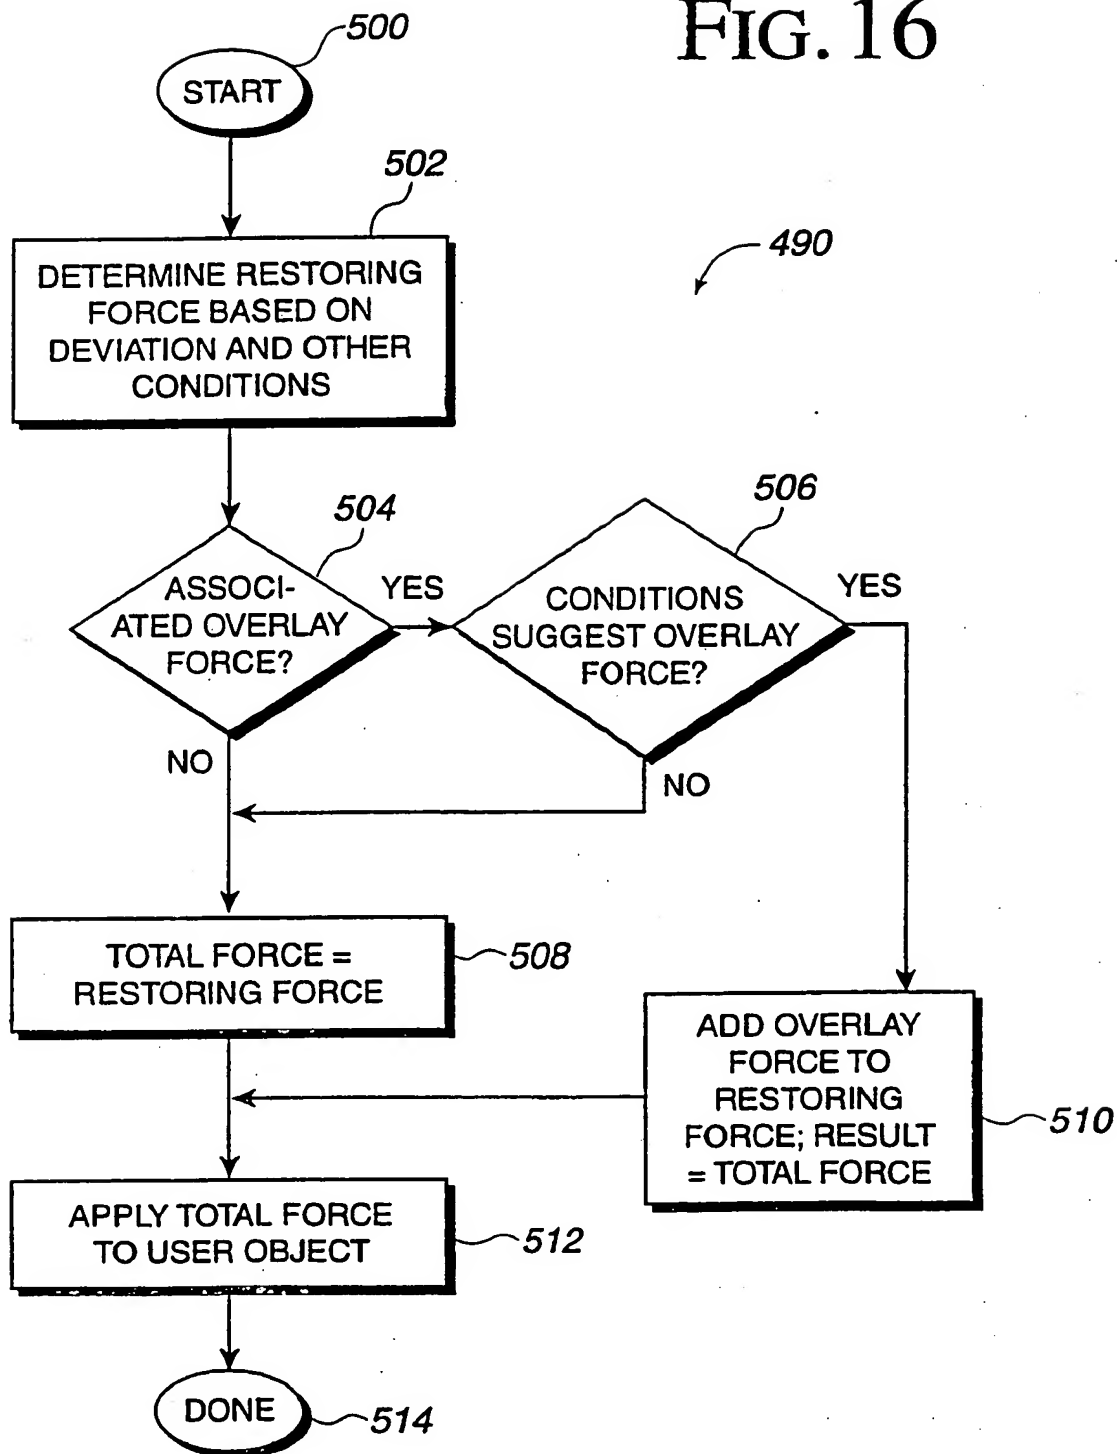 FIG. 16
500
START
502
DETERMINE RESTORING
FORCE BASED ON
DEVIATION AND OTHER
CONDITIONS
490
504
ASSOCI-
ATED OVERLAY
FORCE?
YES
506
CONDITIONS
SUGGEST OVERLAY
FORCE?
YES
NO
NO
TOTAL FORCE =
RESTORING FORCE
508
ADD OVERLAY
FORCE TO
RESTORING
FORCE; RESULT
= TOTAL FORCE
510
APPLY TOTAL FORCE
TO USER OBJECT
512
DONE
514